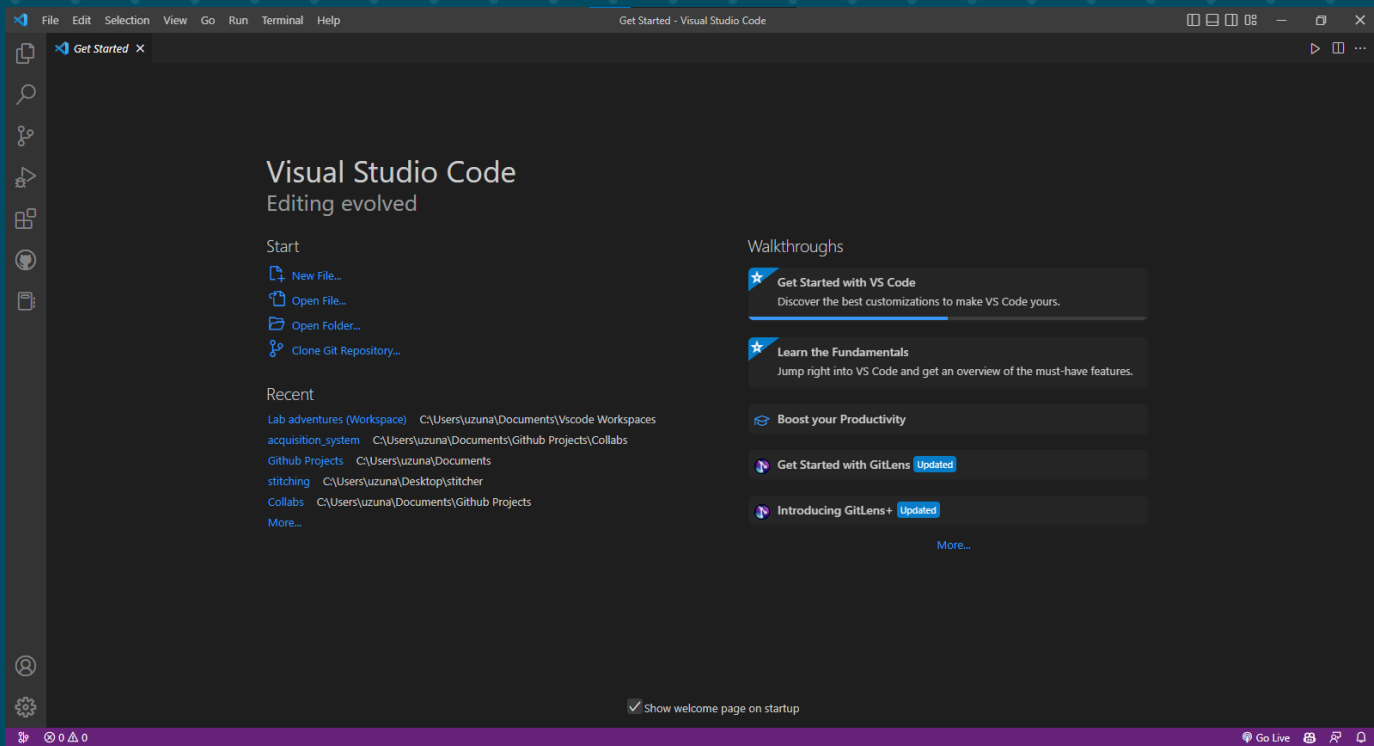 File Edit Selection View Go Run Terminal Help Get Started - Visual Studio Code
Get Started
Visual Studio Code
Editing evolved
Start
New File...
Open File...
Open Folder...
Clone Git Repository...
Recent
Lab adventures (Workspace) C:\Users\uzuna\Documents\Vscode Workspaces
acquisition_system C:\Users\uzuna\Documents\Github Projects\Collabs
Github Projects C:\Users\uzuna\Documents
stitching C:\Users\uzuna\Desktop\stitcher
Collabs C:\Users\uzuna\Documents\Github Projects
More...
Walkthroughs
Get Started with VS Code
Discover the best customizations to make VS Code yours.
Learn the Fundamentals
Jump right into VS Code and get an overview of the must-have features.
Boost your Productivity
Get Started with GitLens Updated
Introducing GitLens+ Updated
More...
Show welcome page on startup
0 0 Go Live